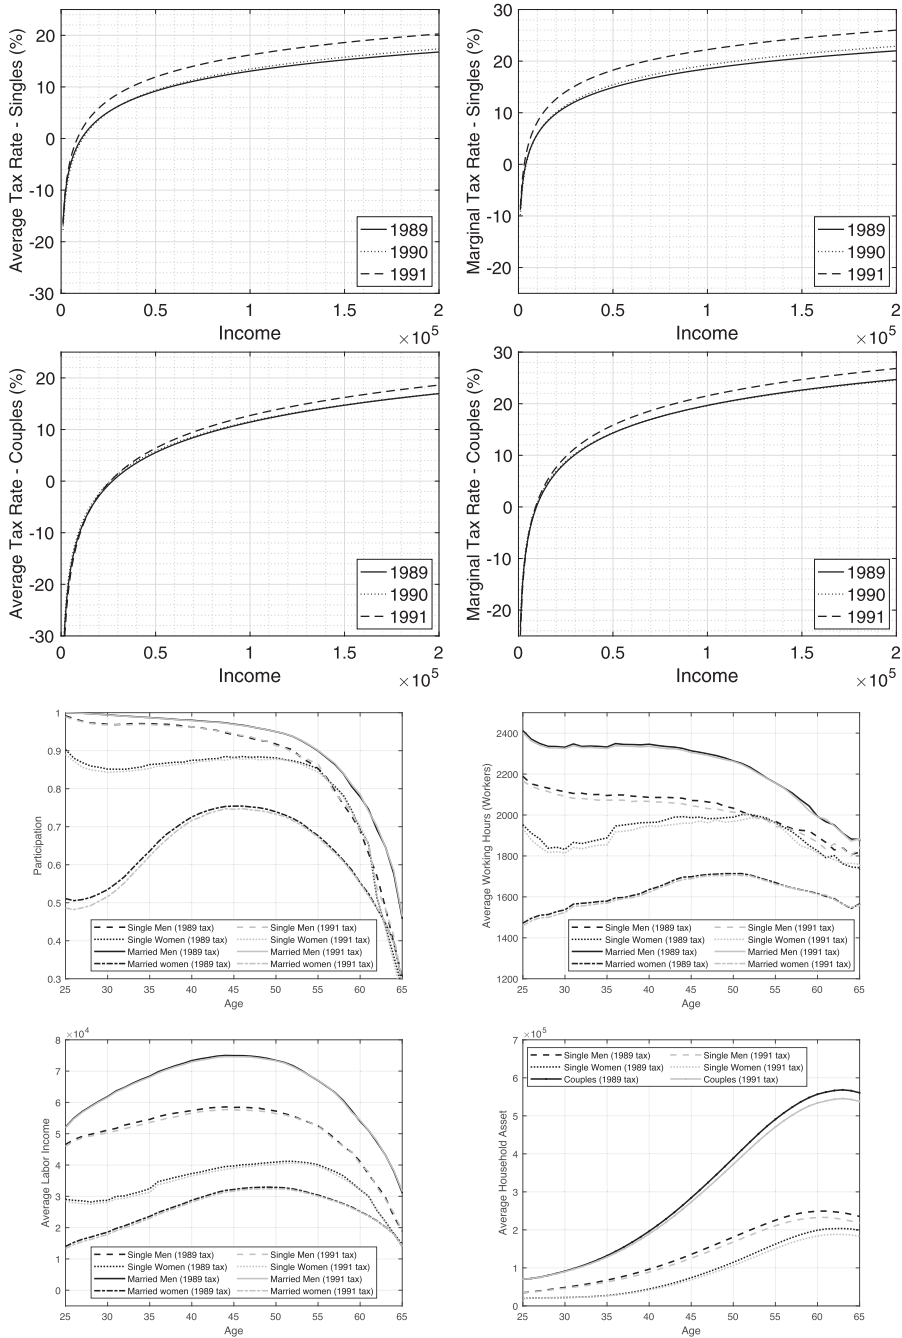 Average Tax Rate - Singles (%)
20
10
0
-10
-20
-30
0 0.5 1 1.5 2
Income ×10⁵
1989
1990
1991
Marginal Tax Rate - Singles (%)
30
20
10
0
-10
-20
0 0.5 1 1.5 2
Income ×10⁵
1989
1990
1991
Average Tax Rate - Couples (%)
20
10
0
-10
-20
-30
0 0.5 1 1.5 2
Income ×10⁵
1989
1990
1991
Marginal Tax Rate - Couples (%)
30
20
10
0
-10
-20
0 0.5 1 1.5 2
Income ×10⁵
1989
1990
1991
Participation
1
0.9
0.8
0.7
0.6
0.5
0.4
0.3
Single Men (1989 tax) Single Men (1991 tax)
Single Women (1989 tax) Single Women (1991 tax)
Married Men (1989 tax) Married Men (1991 tax)
Married women (1989 tax) Married women (1991 tax)
25 30 35 40 45 50 55 60 65
Age
Average Working Hours (Workers)
2400
2200
2000
1800
1600
1400
1200
Single Men (1989 tax) Single Men (1991 tax)
Single Women (1989 tax) Single Women (1991 tax)
Married Men (1989 tax) Married Men (1991 tax)
Married women (1989 tax) Married women (1991 tax)
25 30 35 40 45 50 55 60 65
Age
×10⁴
Average Labor Income
8
7
6
5
4
3
2
1
0
Single Men (1989 tax) Single Men (1991 tax)
Single Women (1989 tax) Single Women (1991 tax)
Married Men (1989 tax) Married Men (1991 tax)
Married women (1989 tax) Married women (1991 tax)
25 30 35 40 45 50 55 60 65
Age
×10⁵
Average Household Asset
7
6
5
4
3
2
1
0
Single Men (1989 tax) Single Men (1991 tax)
Single Women (1989 tax) Single Women (1991 tax)
Couples (1989 tax) Couples (1991 tax)
25 30 35 40 45 50 55 60 65
Age